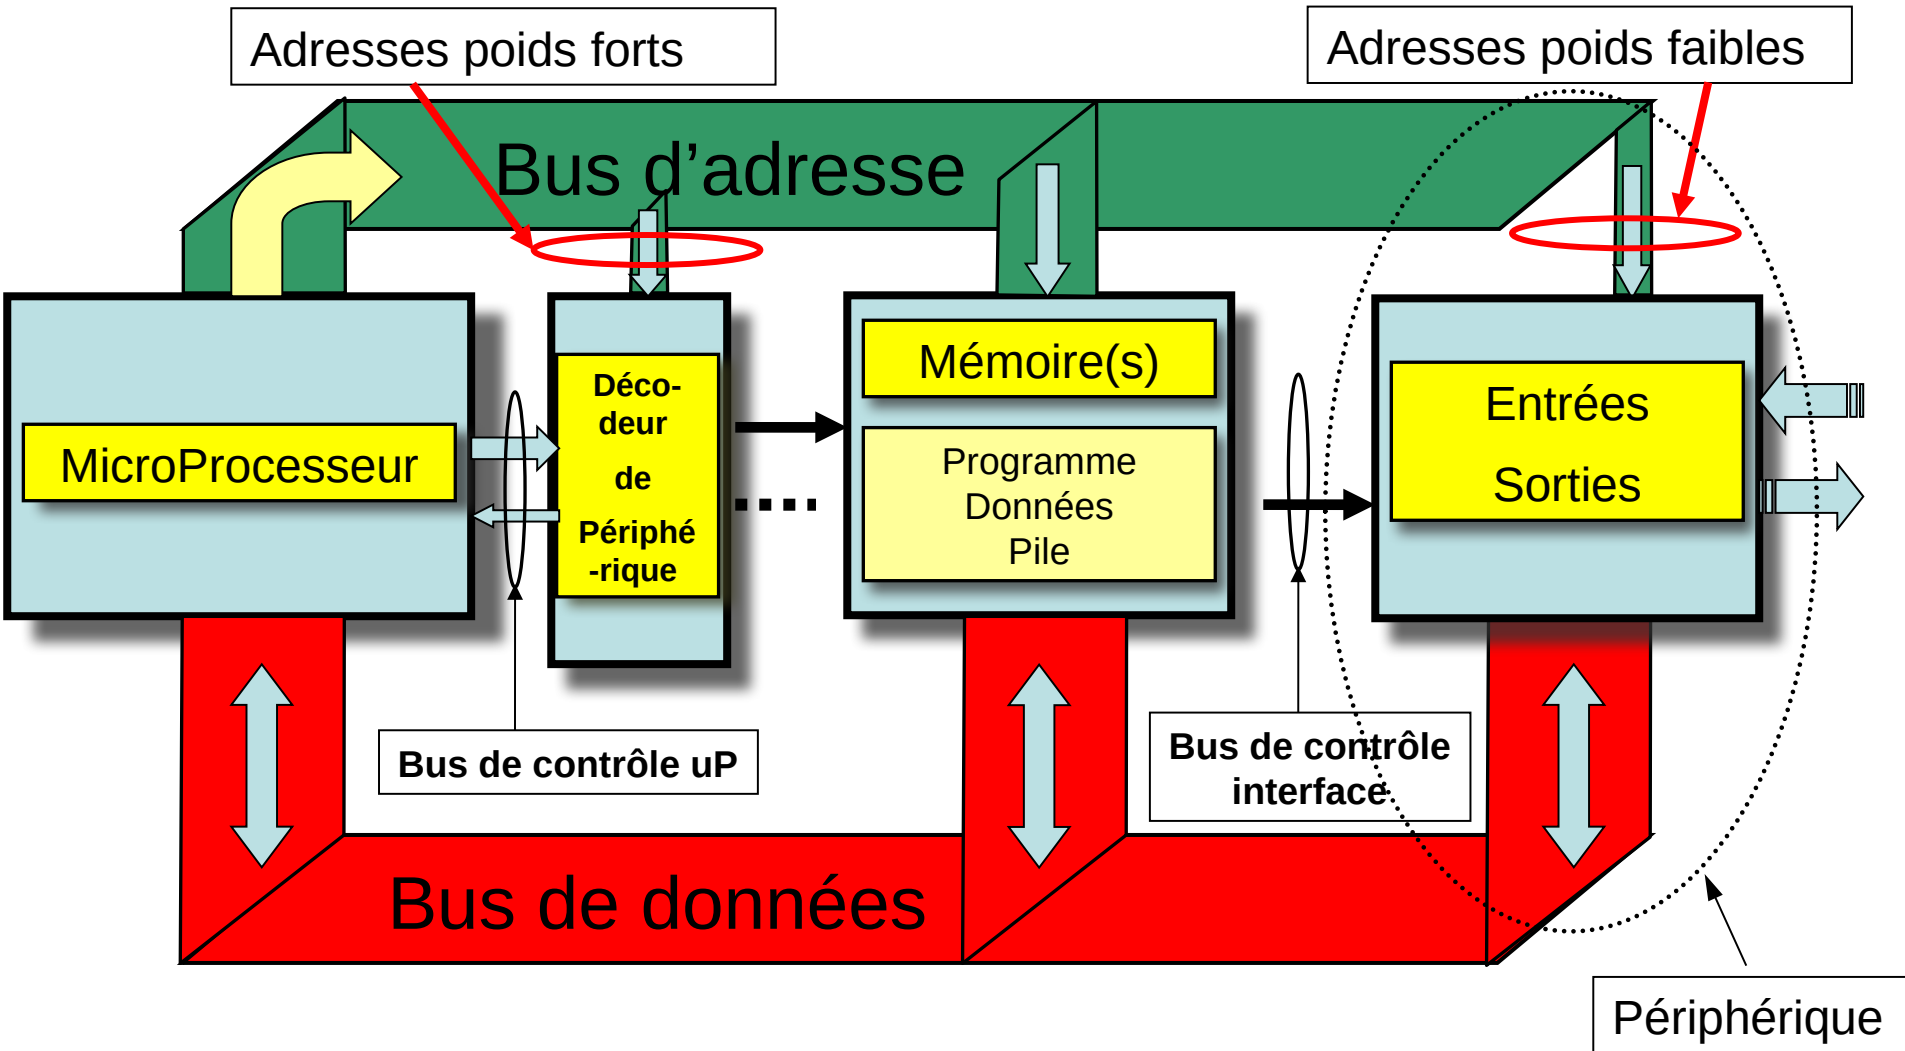 Adresses poids forts
Adresses poids faibles
Bus d’adresse
MicroProcesseur
Déco-
deur
de
Périphé
-rique
Mémoire(s)
Programme
Données
Pile
Entrées
Sorties
Bus de contrôle uP
Bus de contrôle
interface
Bus de données
Périphérique